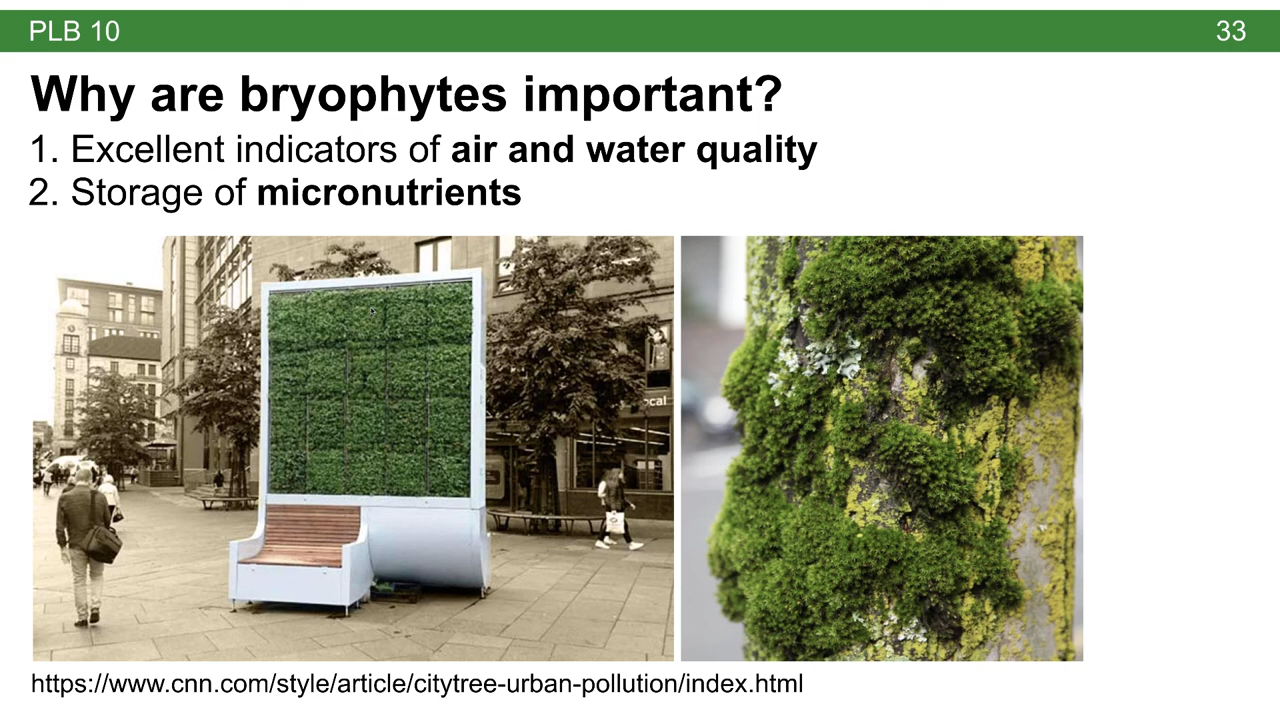 PLB 10
33
Why are bryophytes important?
1. Excellent indicators of air and water quality
2. Storage of micronutrients
ocal
https://www.cnn.com/style/article/citytree-urban-pollution/index.html